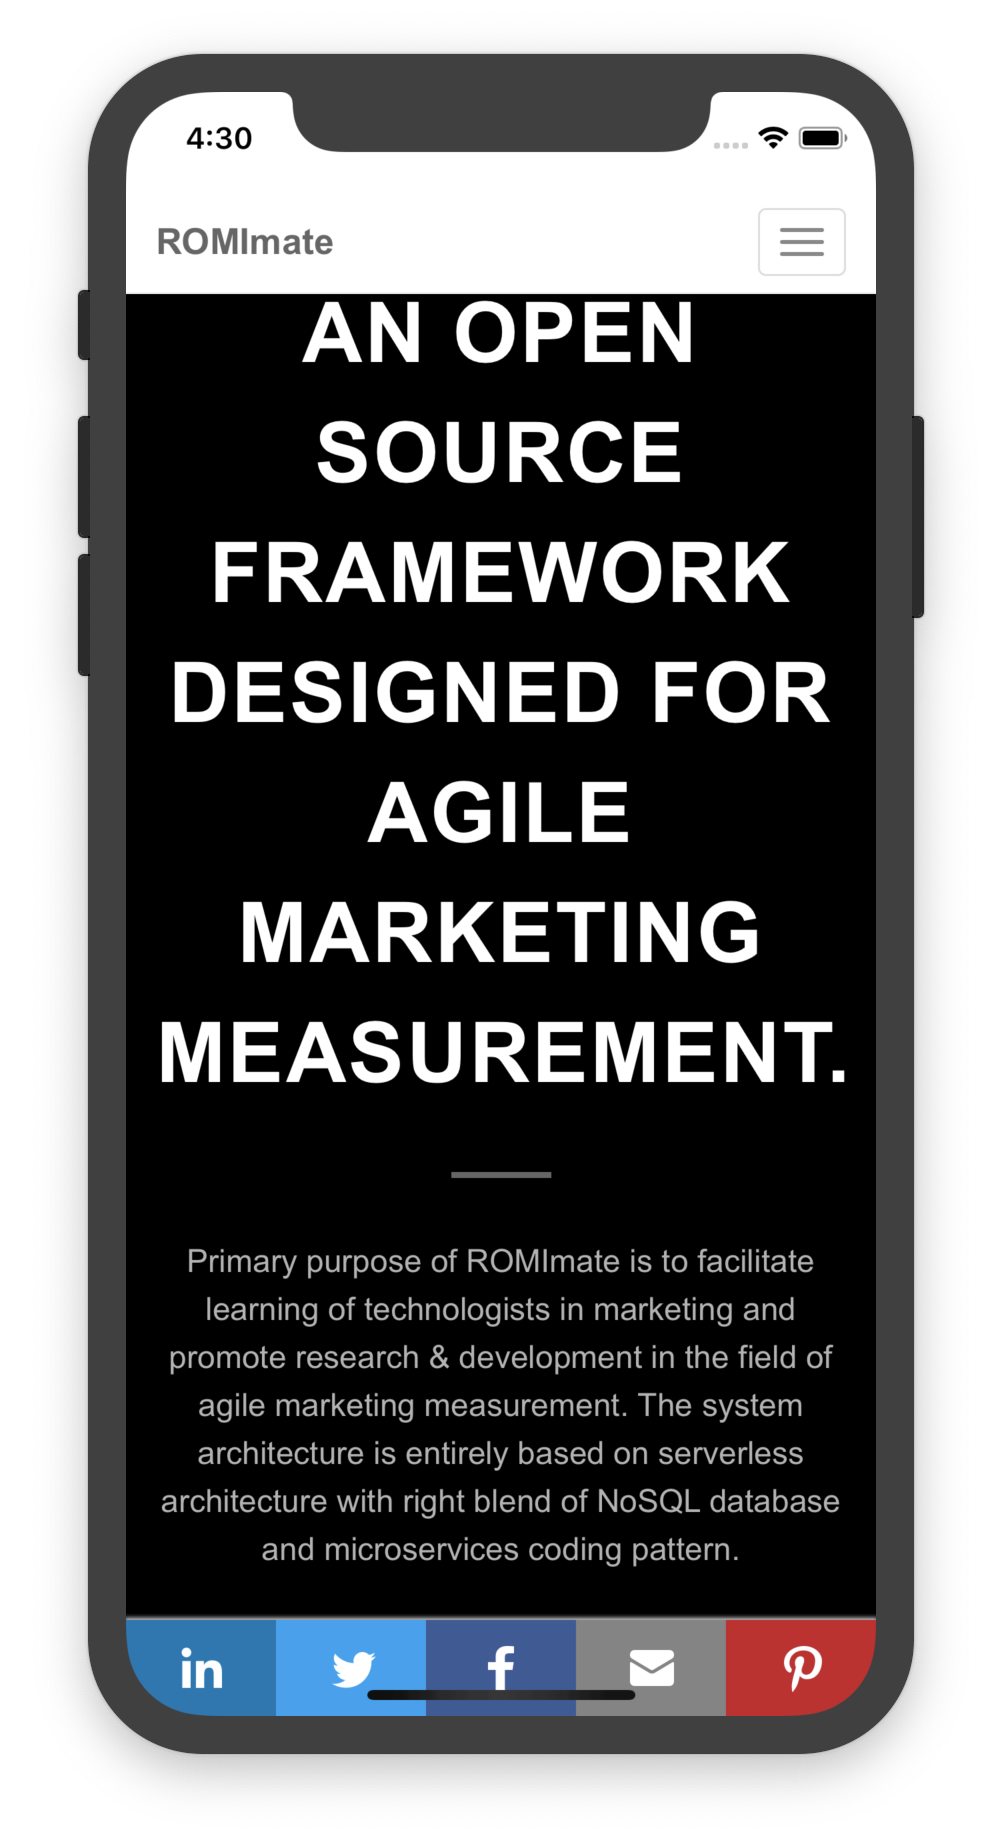 4:30
ROMImate
AN OPEN
SOURCE
FRAMEWORK
DESIGNED FOR
AGILE
MARKETING
MEASUREMENT.
Primary purpose of ROMImate is to facilitate
learning of technologists in marketing and
promote research & development in the field of
agile marketing measurement. The system
architecture is entirely based on serverless
architecture with right blend of NoSQL database
and microservices coding pattern.